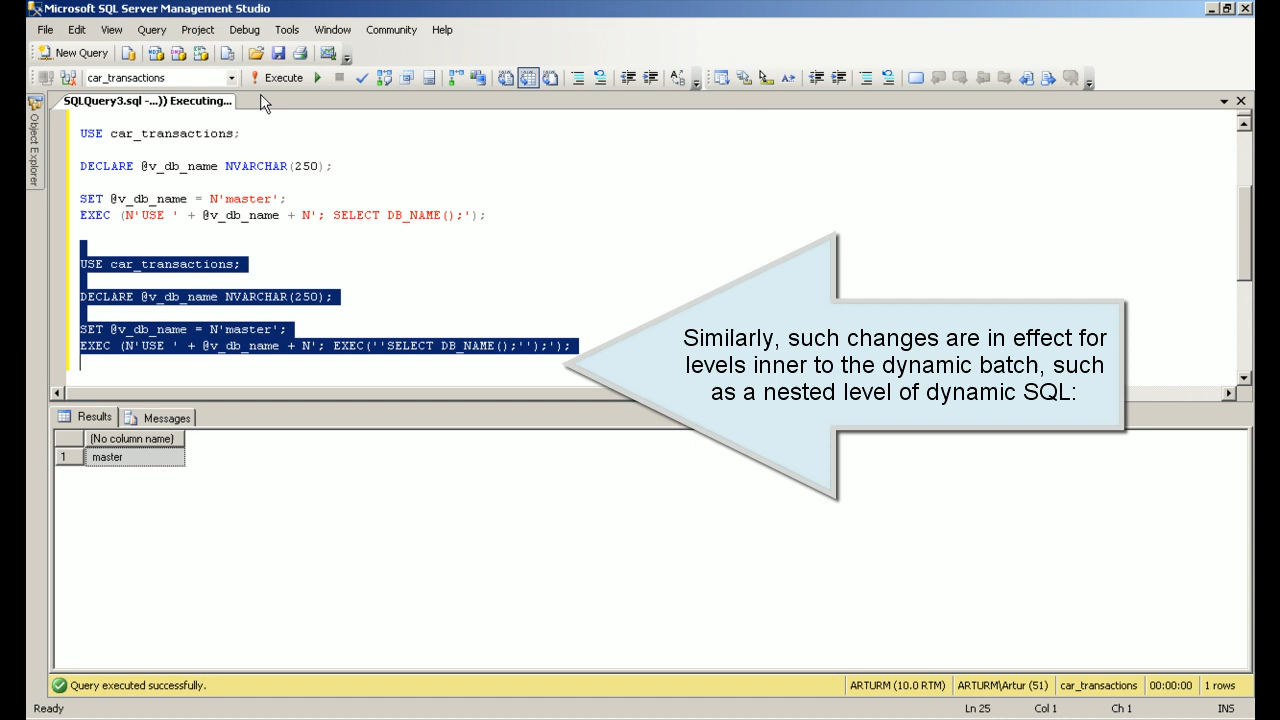 Microsoft SQL Server Management Studio
File Edit View Query Project Debug Tools Window Community Help
New Query
car_transactions Execute
SQLQuery3.sql -...)) Executing...
Object Explorer
USE car_transactions;
DECLARE @v_db_name NVARCHAR(250);
SET @v_db_name = N'master';
EXEC (N'USE ' + @v_db_name + N'; SELECT DB_NAME();');
USE car_transactions;
DECLARE @v_db_name NVARCHAR(250);
SET @v_db_name = N'master';
EXEC (N'USE ' + @v_db_name + N'; EXEC(''SELECT DB_NAME();'');');
Similarly, such changes are in effect for
levels inner to the dynamic batch, such
as a nested level of dynamic SQL:
Results Messages
(No column name)
1 master
Query executed successfully. ARTURM (10.0 RTM) ARTURM\Artur (51) car_transactions 00:00:00 1 rows
Ready Ln 25 Col 1 Ch 1 INS